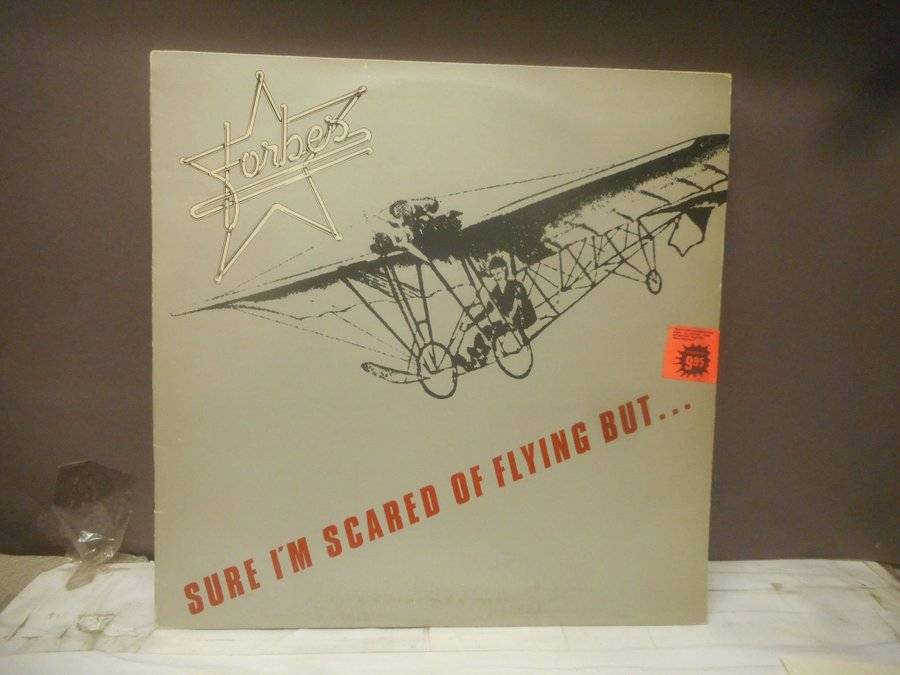 Forbes
9.95
SURE I'M SCARED OF FLYING BUT...